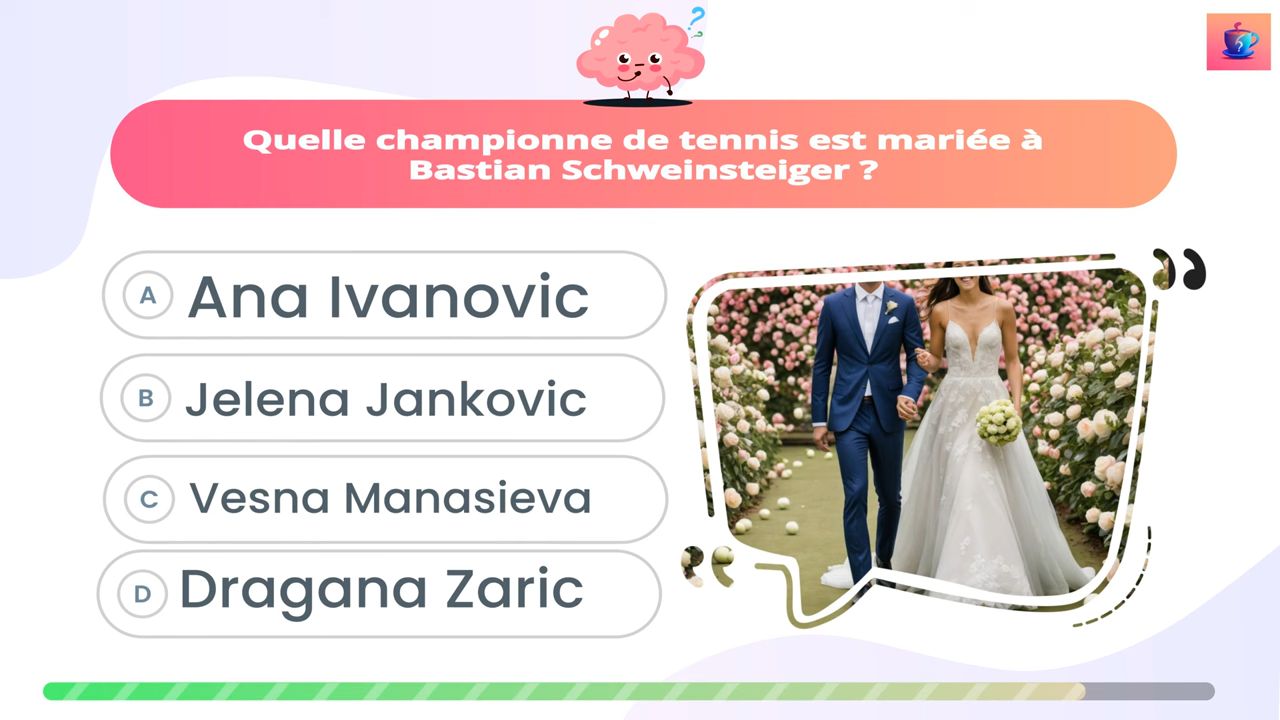 Quelle championne de tennis est mariée à
Bastian Schweinsteiger ?
A Ana Ivanovic
B Jelena Jankovic
C Vesna Manasieva
D Dragana Zaric